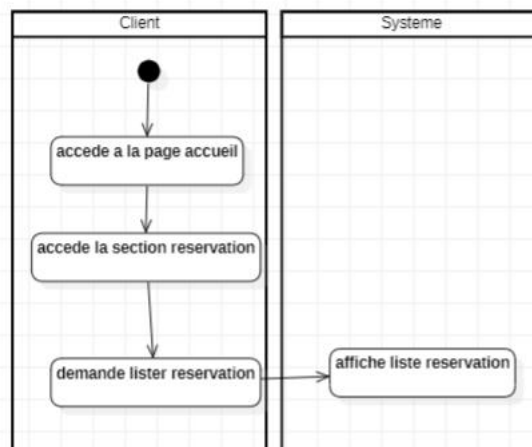 Client
Systeme
accede a la page accueil
accede la section reservation
demande lister reservation
affiche liste reservation